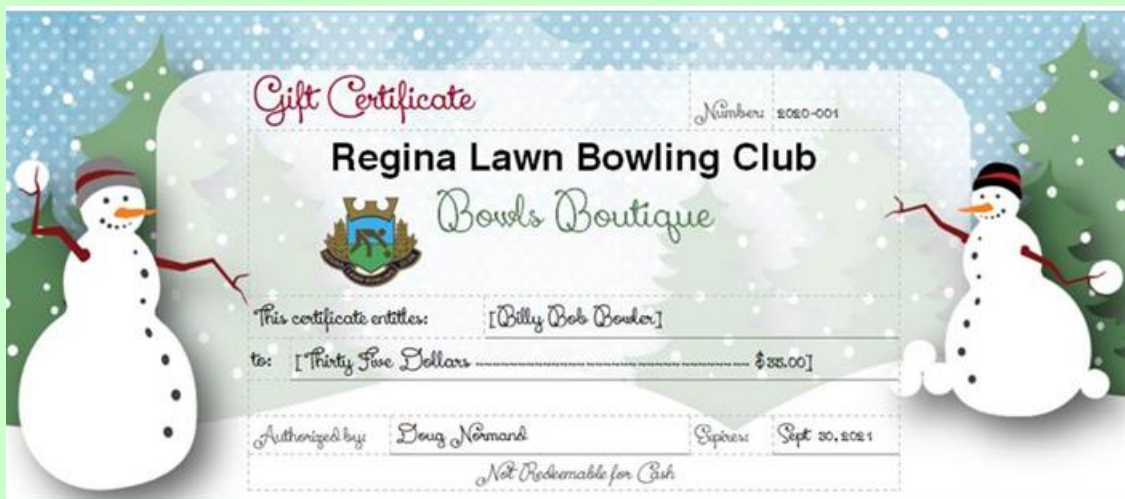 Gift Certificate
Number: 2020-001
Regina Lawn Bowling Club
Bowls Boutique
This certificate entitles: [Billy Bob Bowler]
to: [Thirty Five Dollars ------------------------------------------------ $35.00]
Authorized by: Doug Normand Expires: Sept 30, 2021
Not Redeemable for Cash